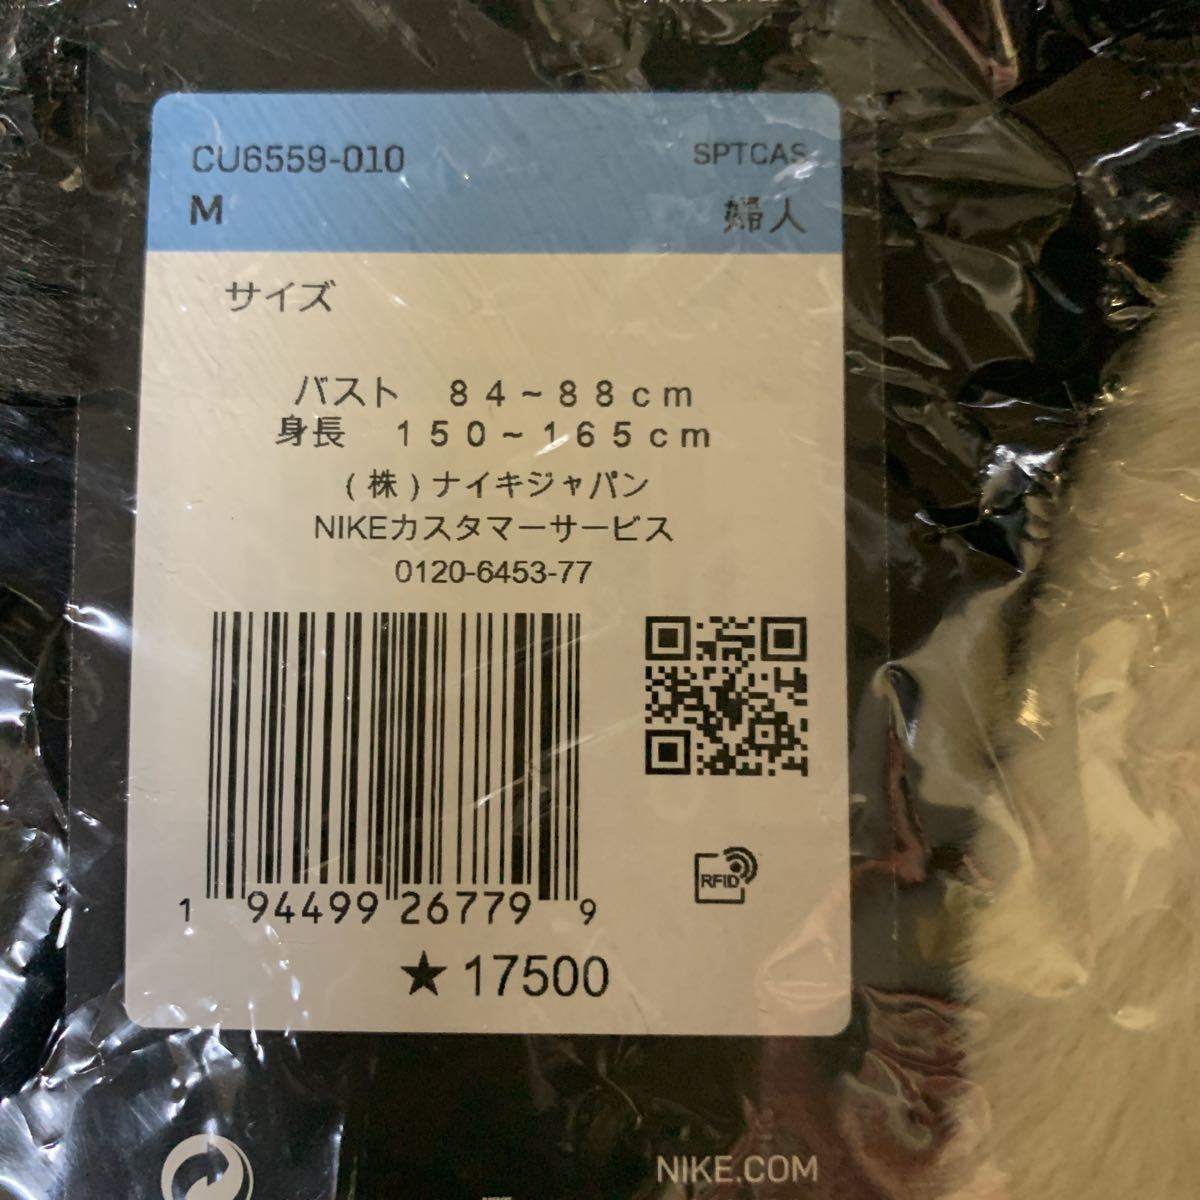 CU6559-010
SPTCAS
M
婦人
サイズ
バスト 84~88cm
身長 150~165cm
(株)ナイキジャパン
NIKEカスタマーサービス
0120-6453-77
1 94499 26779 9
RFID
★17500
NIKE.COM